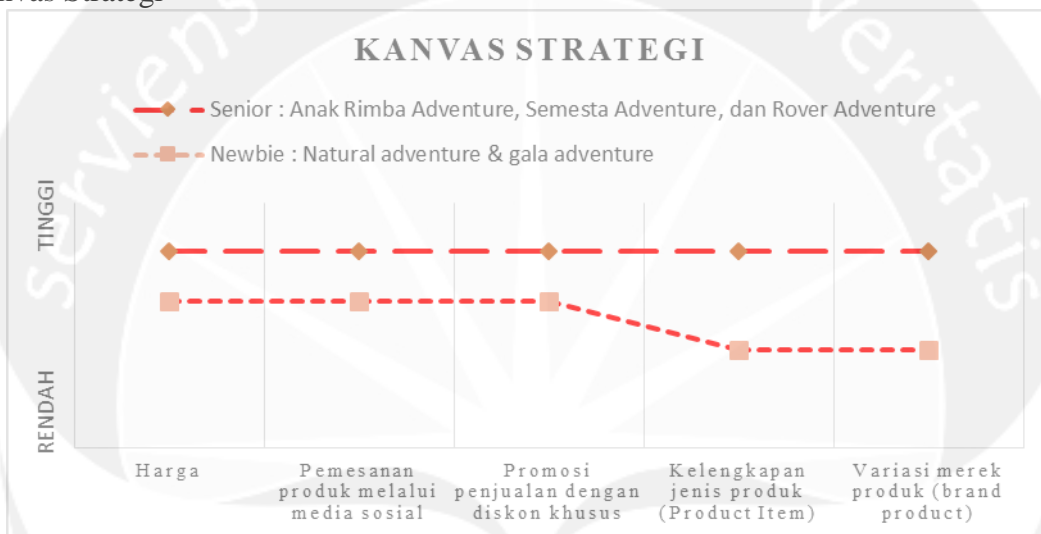 KANVAS STRATEGI
Senior : Anak Rimba Adventure, Semesta Adventure, dan Rover Adventure
Newbie : Natural adventure & gala adventure
TINGGI
RENDAH
Harga
Pemesanan
produk melalui
media sosial
Promosi
penjualan dengan
diskon khusus
Kelengkapan
jenis produk
(Product Item)
Variasi merek
produk (brand
product)
serviens
veritatis